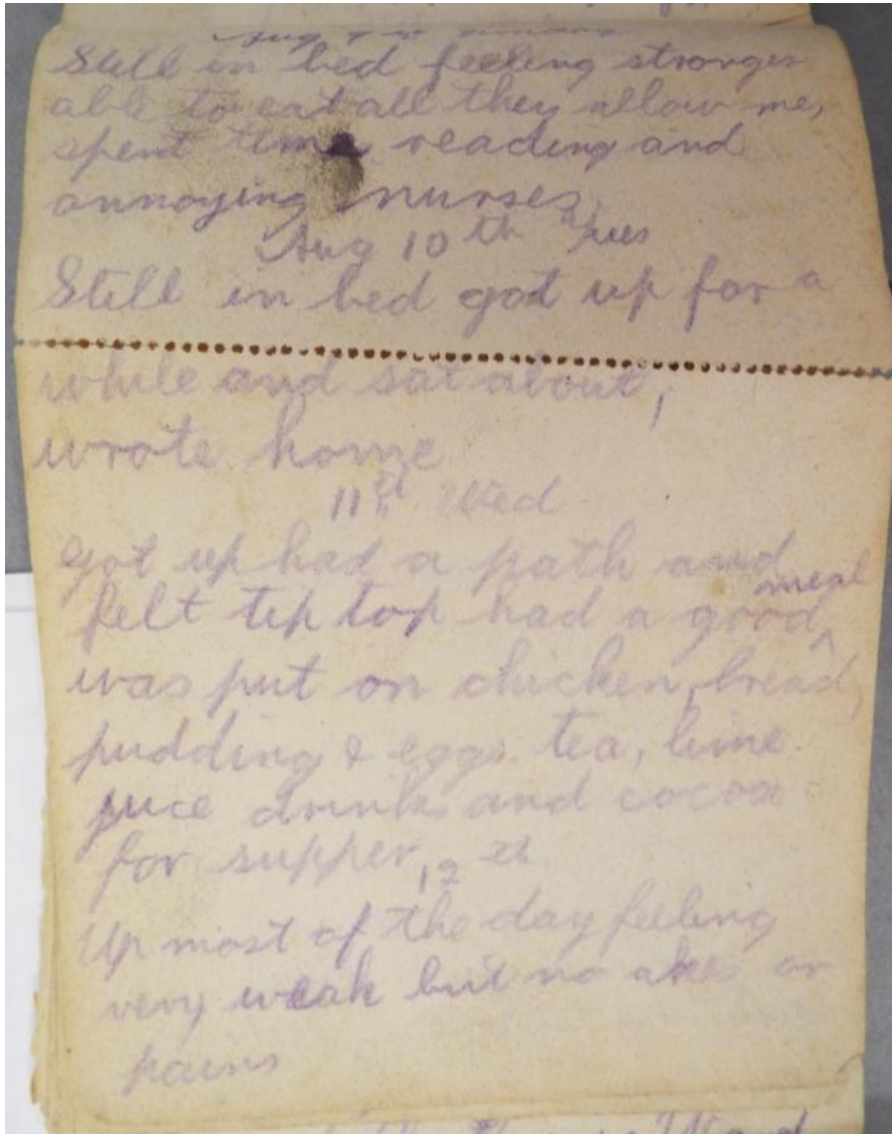 Still in bed feeling stronger
able to eat all they allow me,
spent time reading and
annoying nurses.
Aug 10th Tues
Still in bed got up for a
while and sat about,
wrote home
11th Wed
Got up had a bath and
felt tip top had a good ^ meal
was put on chicken, bread,
pudding & eggs tea, lime
juce drinks and cocoa
for supper
12th
Up most of the day feeling
very weak but no akes or
pains